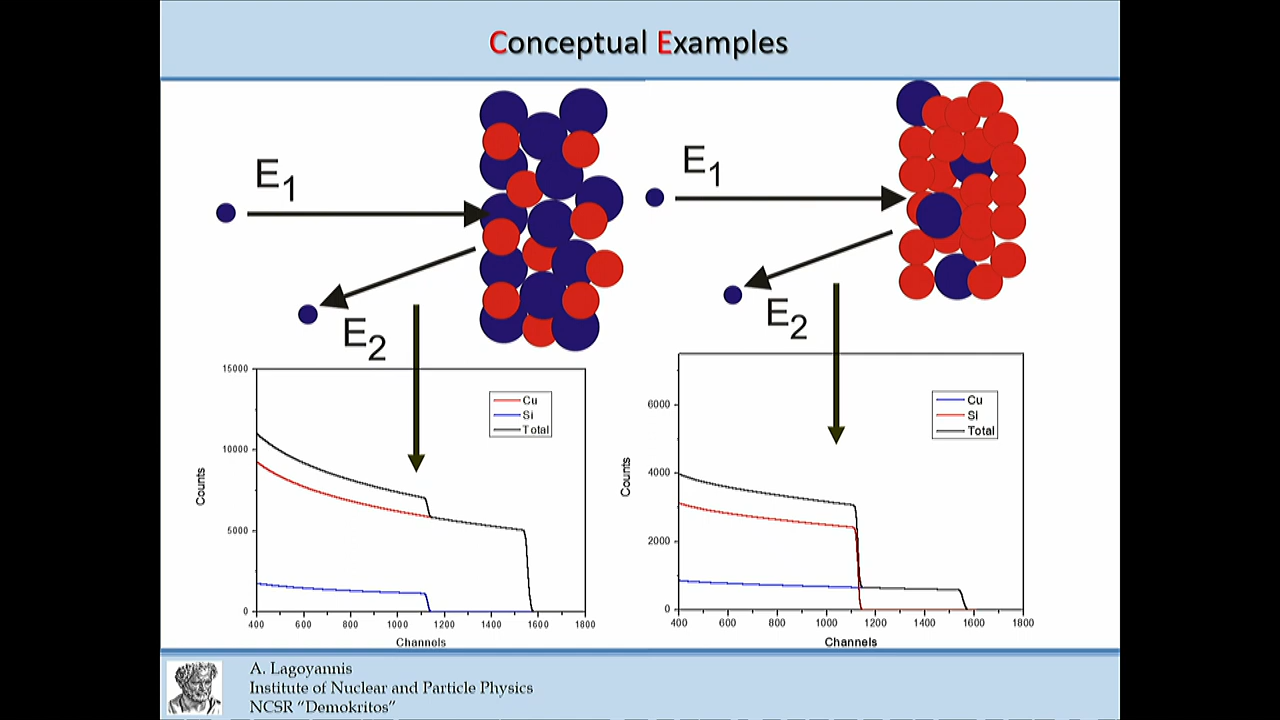 Conceptual Examples
E1
E2
E1
E2
15000
10000
5000
0
Counts
400 600 800 1000 1200 1400 1600 1800
Channels
Cu
Si
Total
6000
4000
2000
0
Counts
400 600 800 1000 1200 1400 1600 1800
Channels
Cu
SI
Total
A. Lagoyannis
Institute of Nuclear and Particle Physics
NCSR “Demokritos”